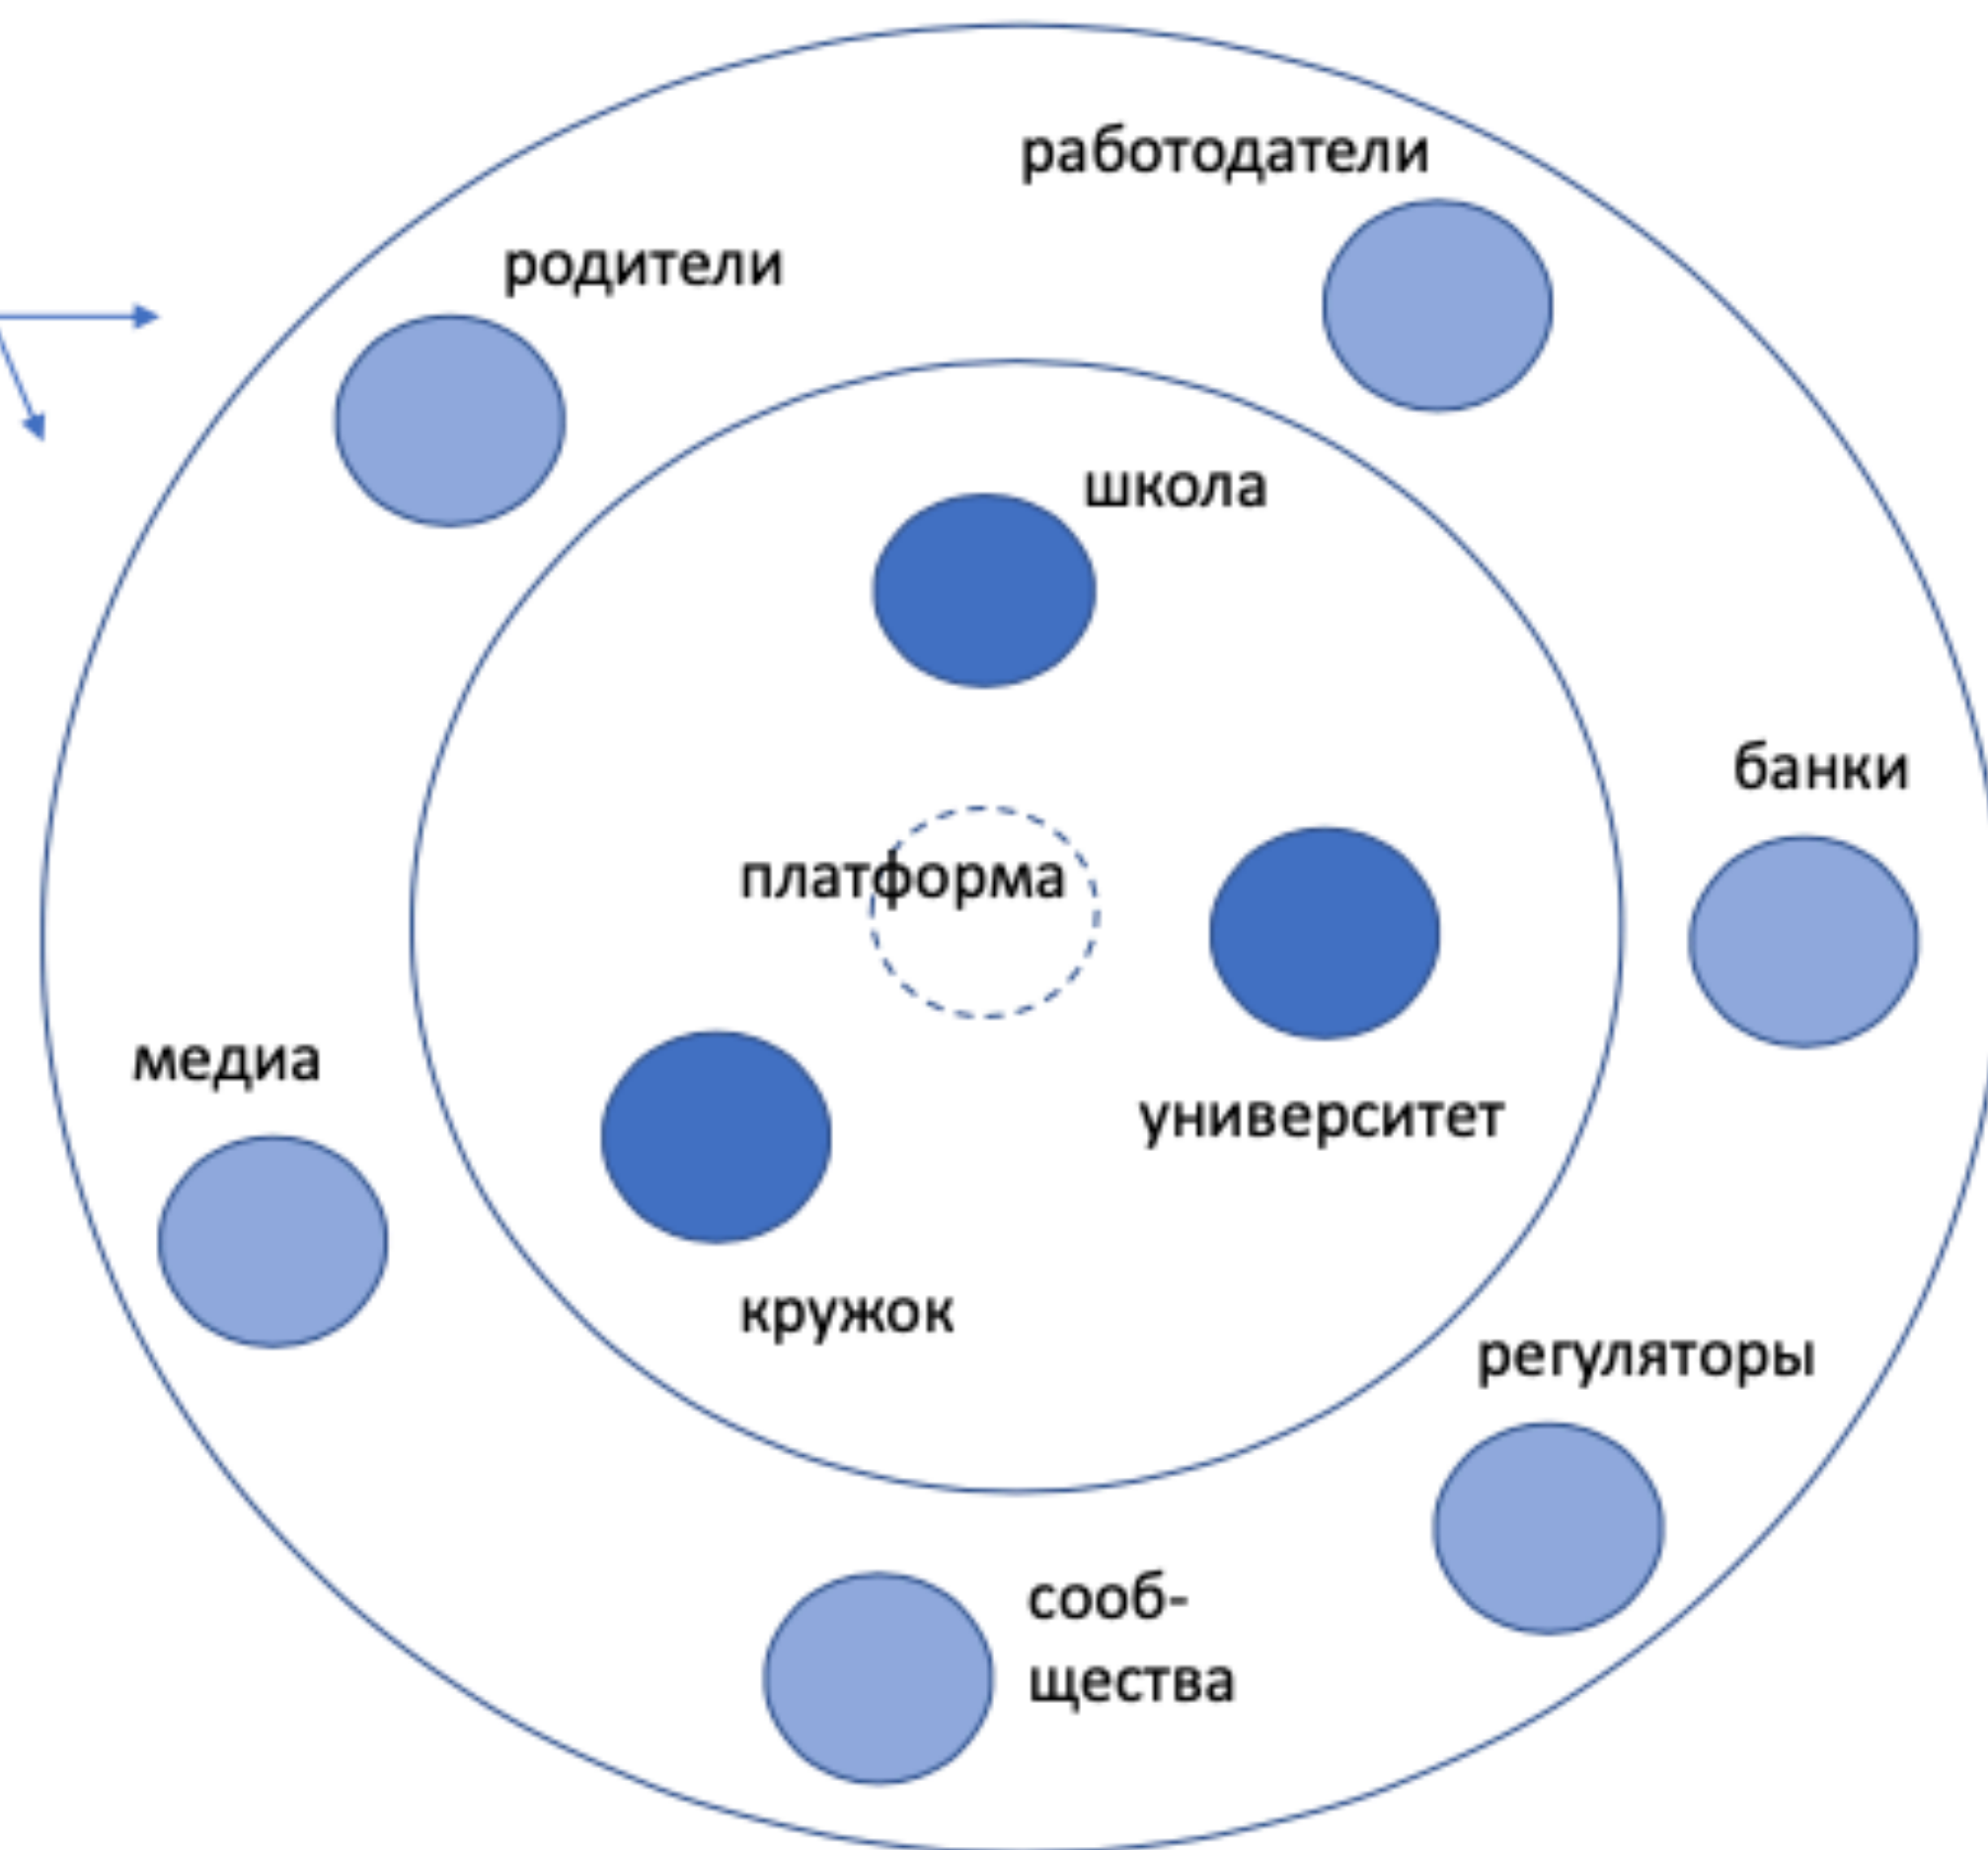 работодатели
родители
школа
банки
платформа
медиа
университет
кружок
регуляторы
сооб-
щества